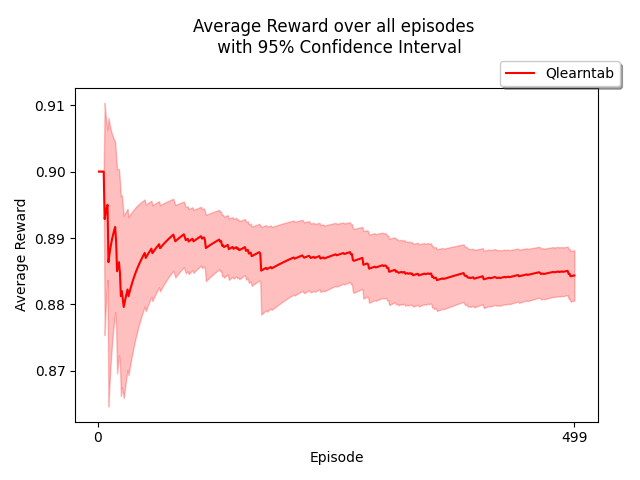 Average Reward over all episodes
with 95% Confidence Interval
Qlearntab
0.91
0.90
0.89
0.88
0.87
Average Reward
0
499
Episode